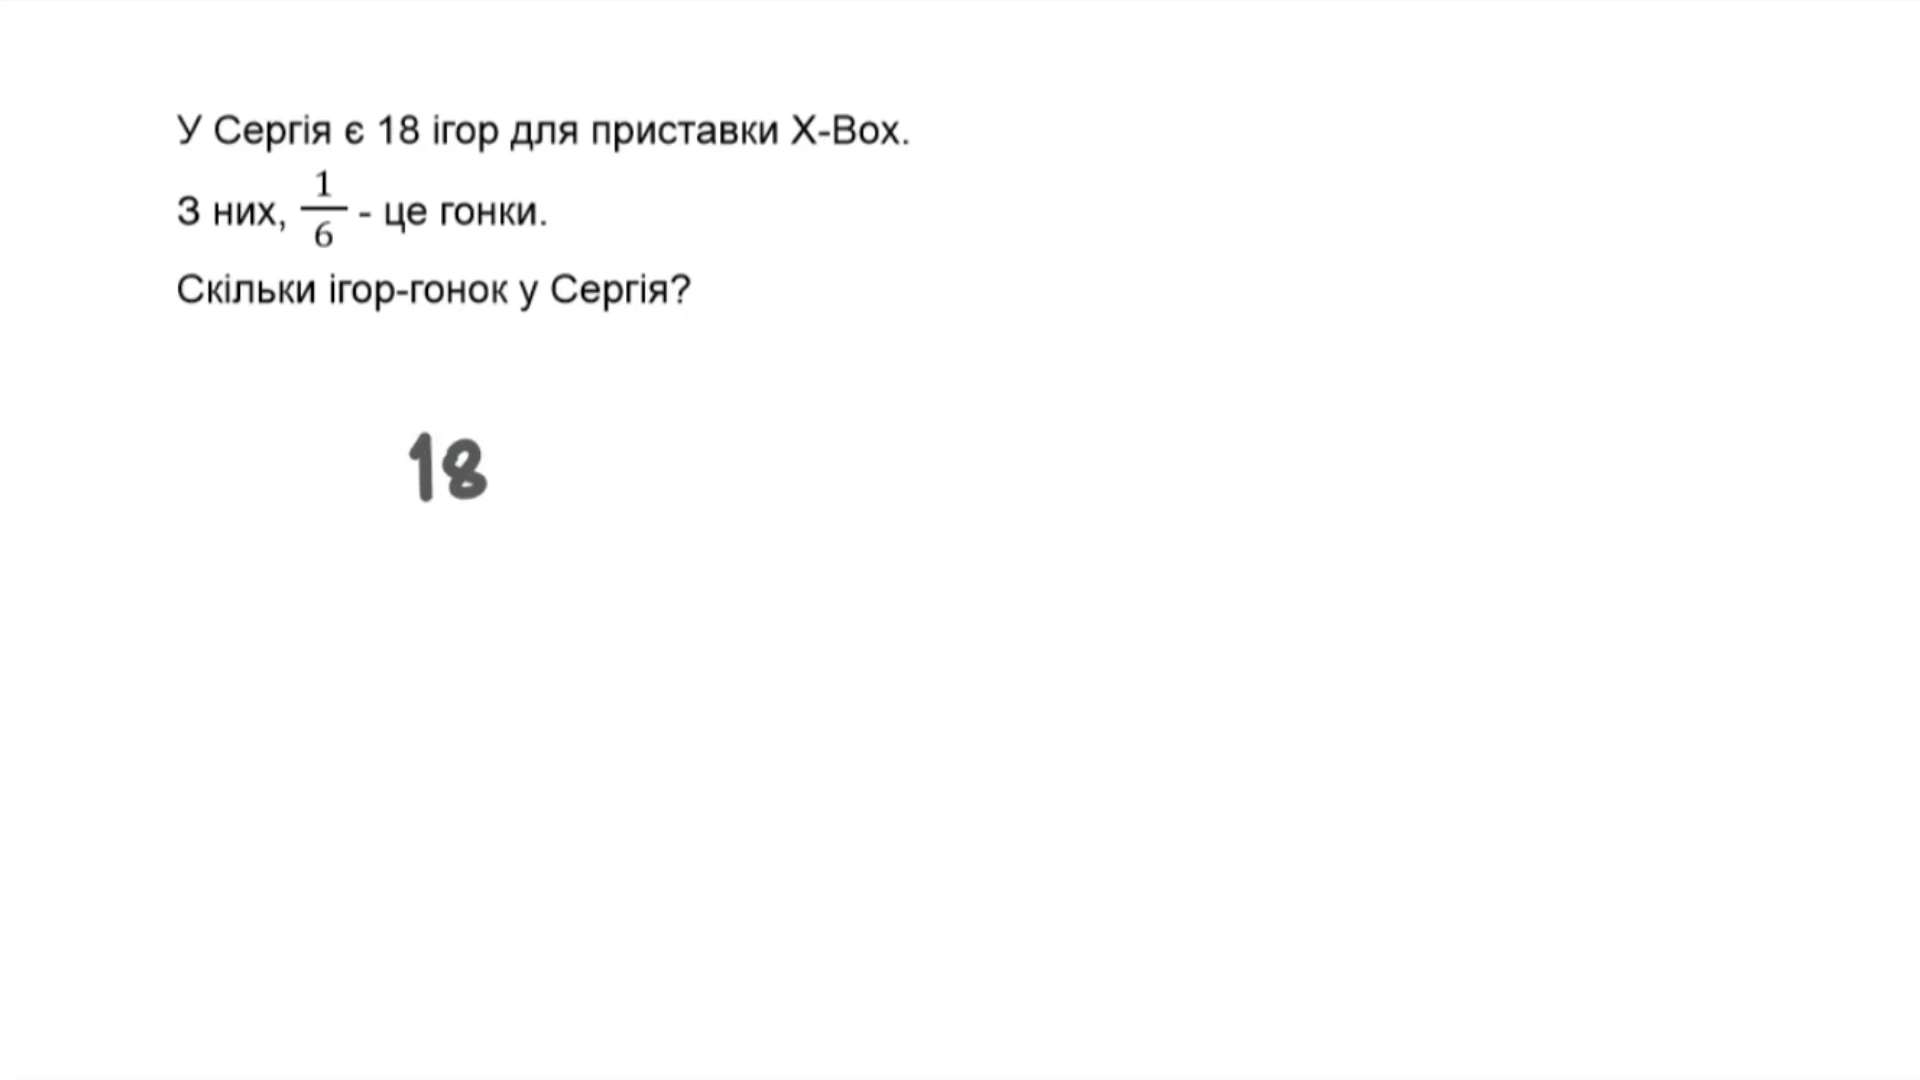 У Сергія є 18 ігор для приставки X-Box.
З них, 1/6 - це гонки.
Скільки ігор-гонок у Сергія?
18